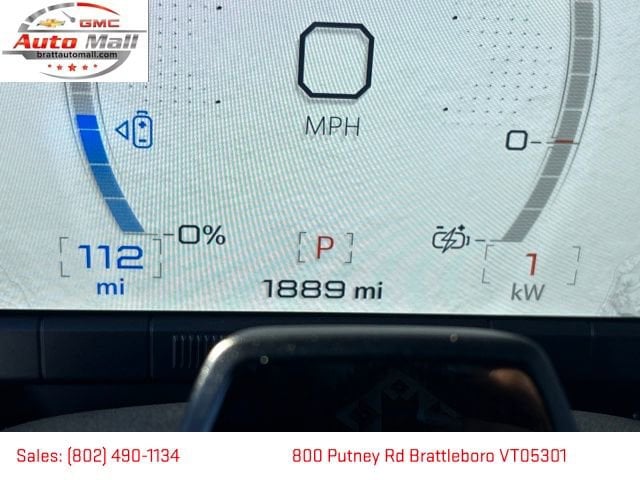 GMC
Auto Mall
brattautomall.com
0
MPH
0
0%
112
mi
P
1889 mi
1
kW
Sales: (802) 490-1134
800 Putney Rd Brattleboro VT05301